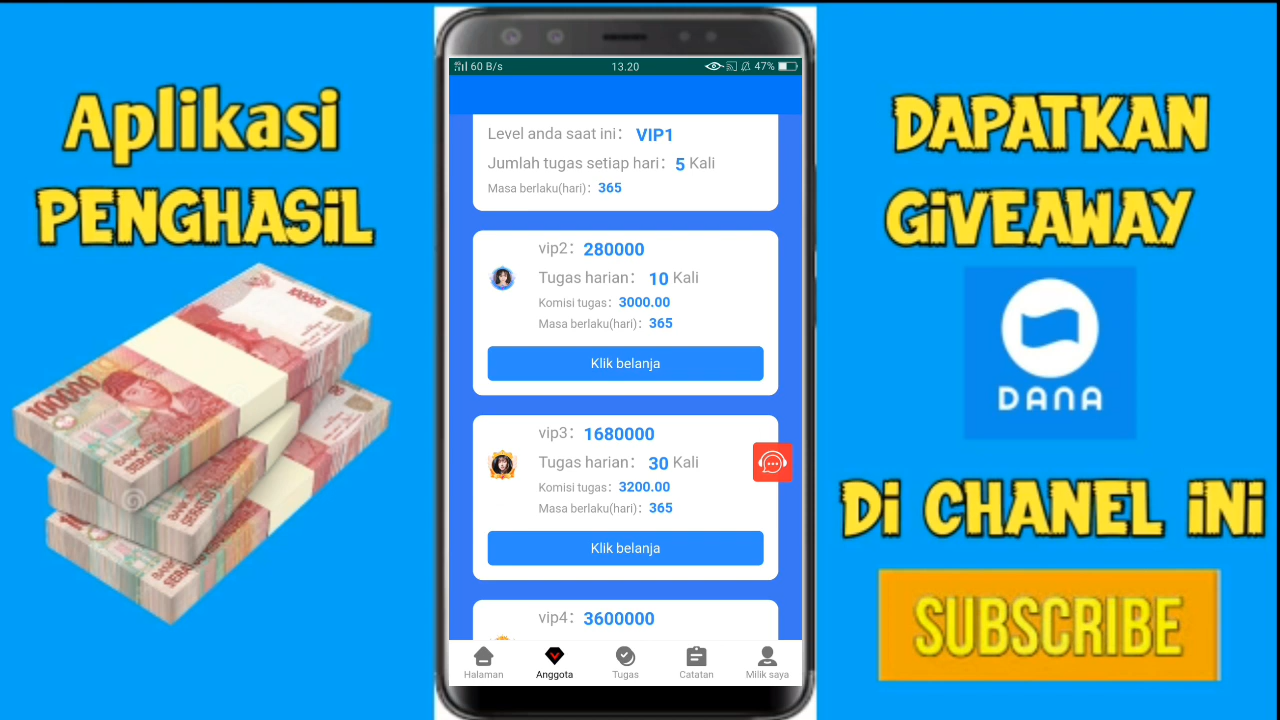 Aplikasi
PENGHASiL
100000
100000
60 B/s
13.20
47%
Level anda saat ini: VIP1
Jumlah tugas setiap hari: 5 Kali
Masa berlaku(hari): 365
vip2: 280000
Tugas harian: 10 Kali
Komisi tugas: 3000.00
Masa berlaku(hari): 365
Klik belanja
vip3: 1680000
Tugas harian: 30 Kali
Komisi tugas: 3200.00
Masa berlaku(hari): 365
Klik belanja
vip4: 3600000
Halaman
Anggota
Tugas
Catatan
Milik saya
DAPATKAN
GiVEAWAY
DANA
Di CHANEL iNi
SUBSCRIBE